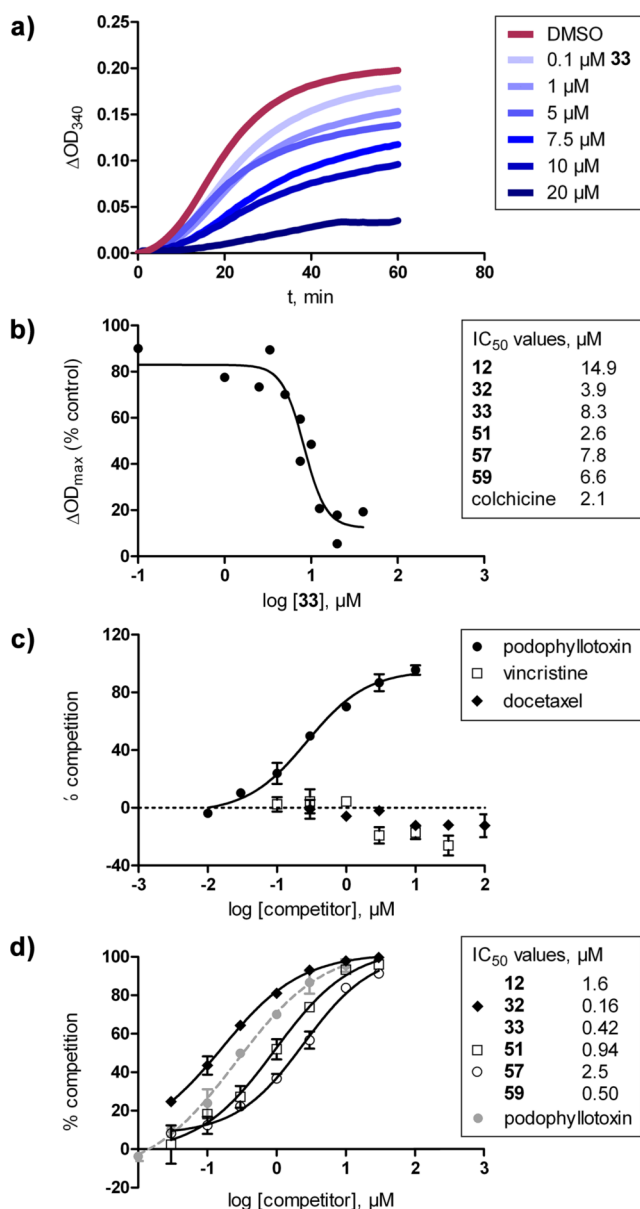 a)
ΔOD340
0.25
0.20
0.15
0.10
0.05
0.00
0
20
40
60
80
t, min
DMSO
0.1 µM 33
1 µM
5 µM
7.5 µM
10 µM
20 µM
b)
ΔODmax (% control)
100
80
60
40
20
0
-1
0
1
2
3
log [33], µM
IC50 values, µM
12 14.9
32 3.9
33 8.3
51 2.6
57 7.8
59 6.6
colchicine 2.1
c)
competition
120
80
40
0
-40
-3
-2
-1
0
1
2
log [competitor], µM
podophyllotoxin
vincristine
docetaxel
d)
% competition
100
80
60
40
20
0
-20
-1
0
1
2
3
log [competitor], µM
IC50 values, µM
12 1.6
32 0.16
33 0.42
51 0.94
57 2.5
59 0.50
podophyllotoxin